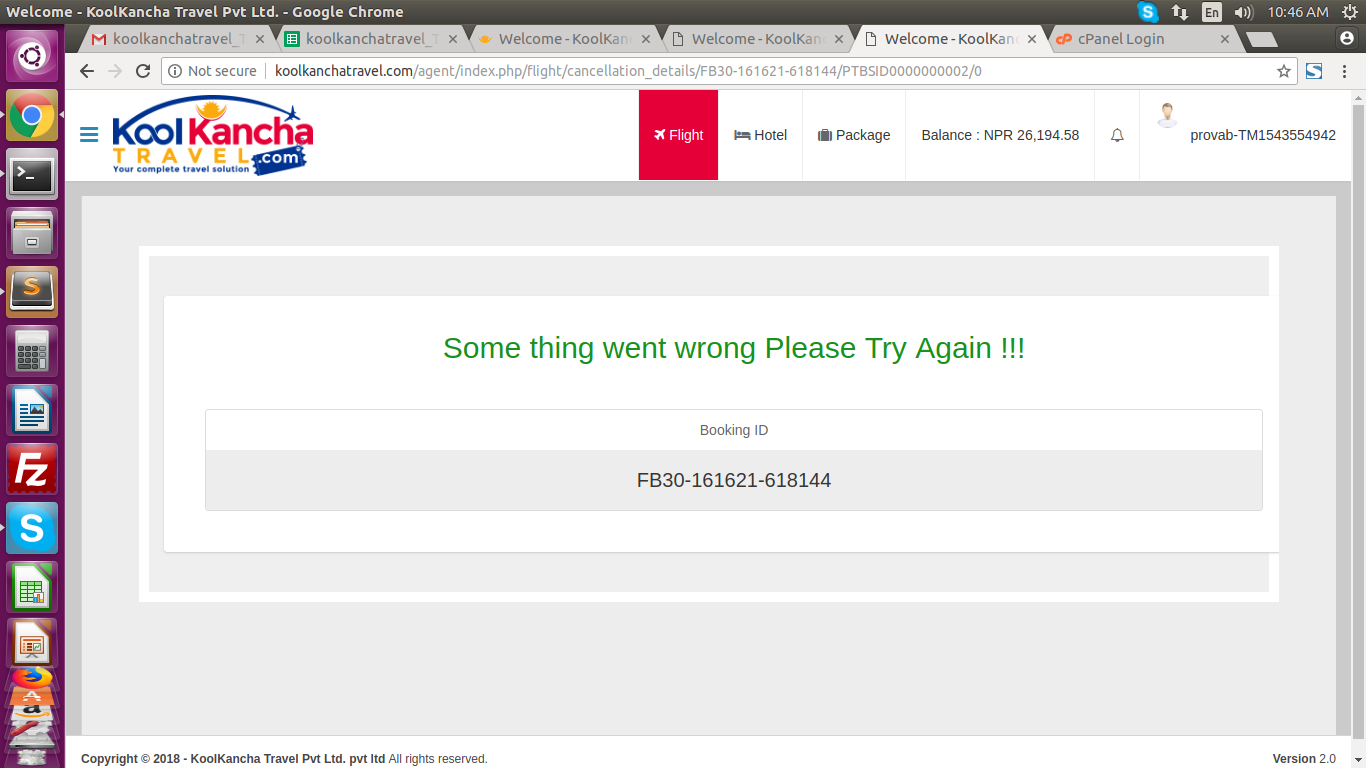 Welcome - KoolKancha Travel Pvt Ltd. - Google Chrome
En
10:46 AM
koolkanchatravel_T
koolkanchatravel_T
Welcome - KoolKan
Welcome - KoolKan
Welcome - KoolKan
cPanel Login
Not secure
koolkanchatravel.com/agent/index.php/flight/cancellation_details/FB30-161621-618144/PTBSID0000000002/0
Kool Kancha
TRAVEL.com
Your complete travel solution
Flight
Hotel
Package
Balance : NPR 26,194.58
provab-TM1543554942
Some thing went wrong Please Try Again !!!
Booking ID
FB30-161621-618144
Copyright © 2018 - KoolKancha Travel Pvt Ltd. pvt ltd All rights reserved.
Version 2.0